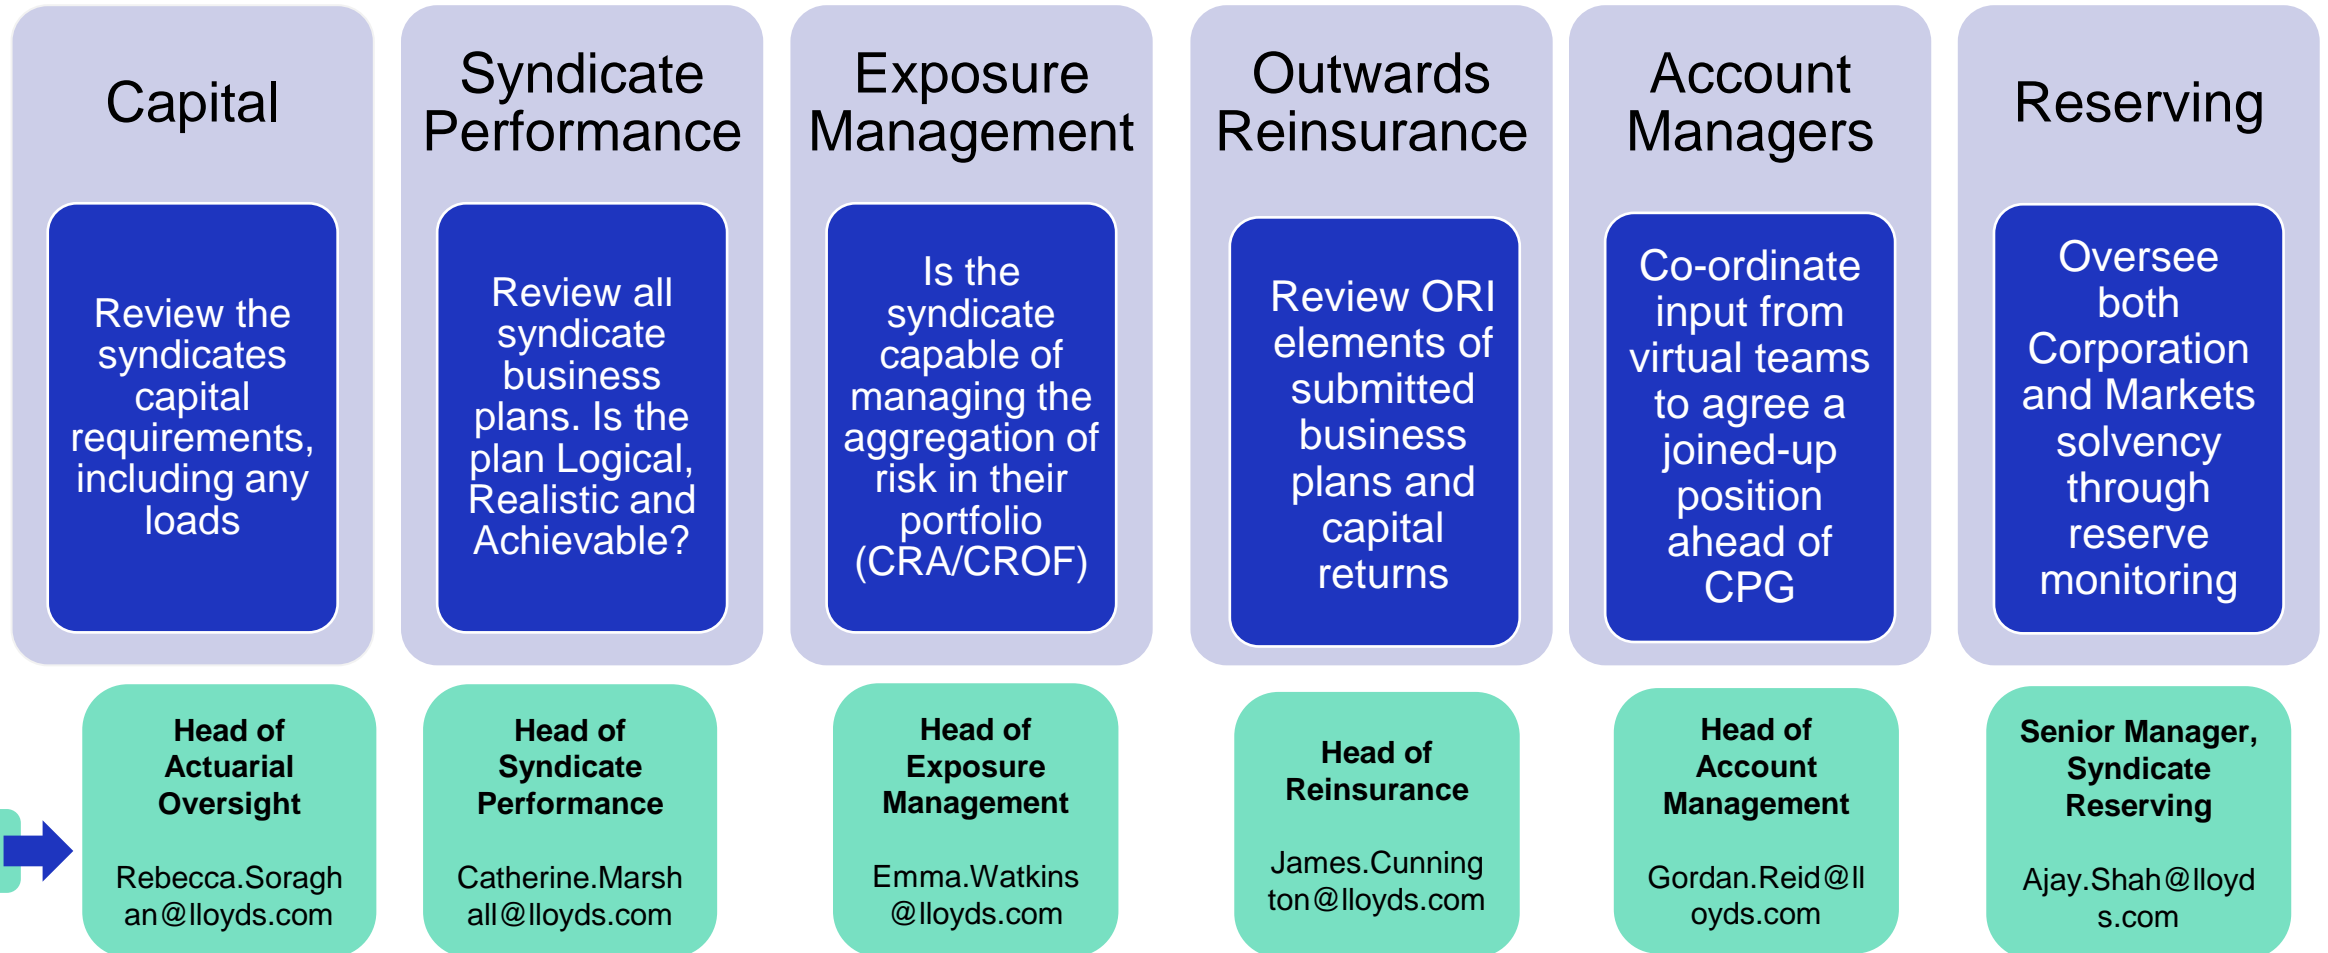 Capital
Review the
syndicates
capital
requirements,
including any
loads
Head of
Actuarial
Oversight
Rebecca.Soragh
an@lloyds.com
Syndicate
Performance
Review all
syndicate
business
plans. Is the
plan Logical,
Realistic and
Achievable?
Head of
Syndicate
Performance
Catherine.Marsh
all@lloyds.com
Exposure
Management
Is the
syndicate
capable of
managing the
aggregation of
risk in their
portfolio
(CRA/CROF)
Head of
Exposure
Management
Emma.Watkins
@lloyds.com
Outwards
Reinsurance
Review ORI
elements of
submitted
business
plans and
capital
returns
Head of
Reinsurance
James.Cunning
ton@lloyds.com
Account
Managers
Co-ordinate
input from
virtual teams
to agree a
joined-up
position
ahead of
CPG
Head of
Account
Management
Gordan.Reid@ll
oyds.com
Reserving
Oversee
both
Corporation
and Markets
solvency
through
reserve
monitoring
Senior Manager,
Syndicate
Reserving
Ajay.Shah@lloyd
s.com